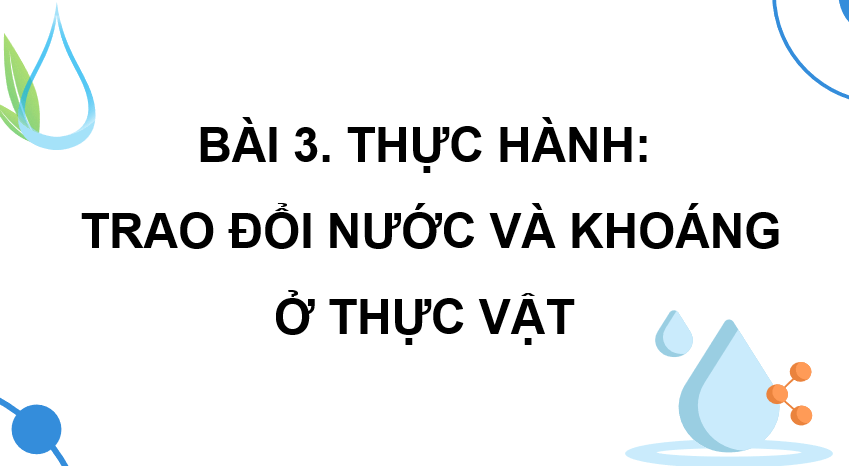 BÀI 3. THỰC HÀNH:
TRAO ĐỔI NƯỚC VÀ KHOÁNG
Ở THỰC VẬT